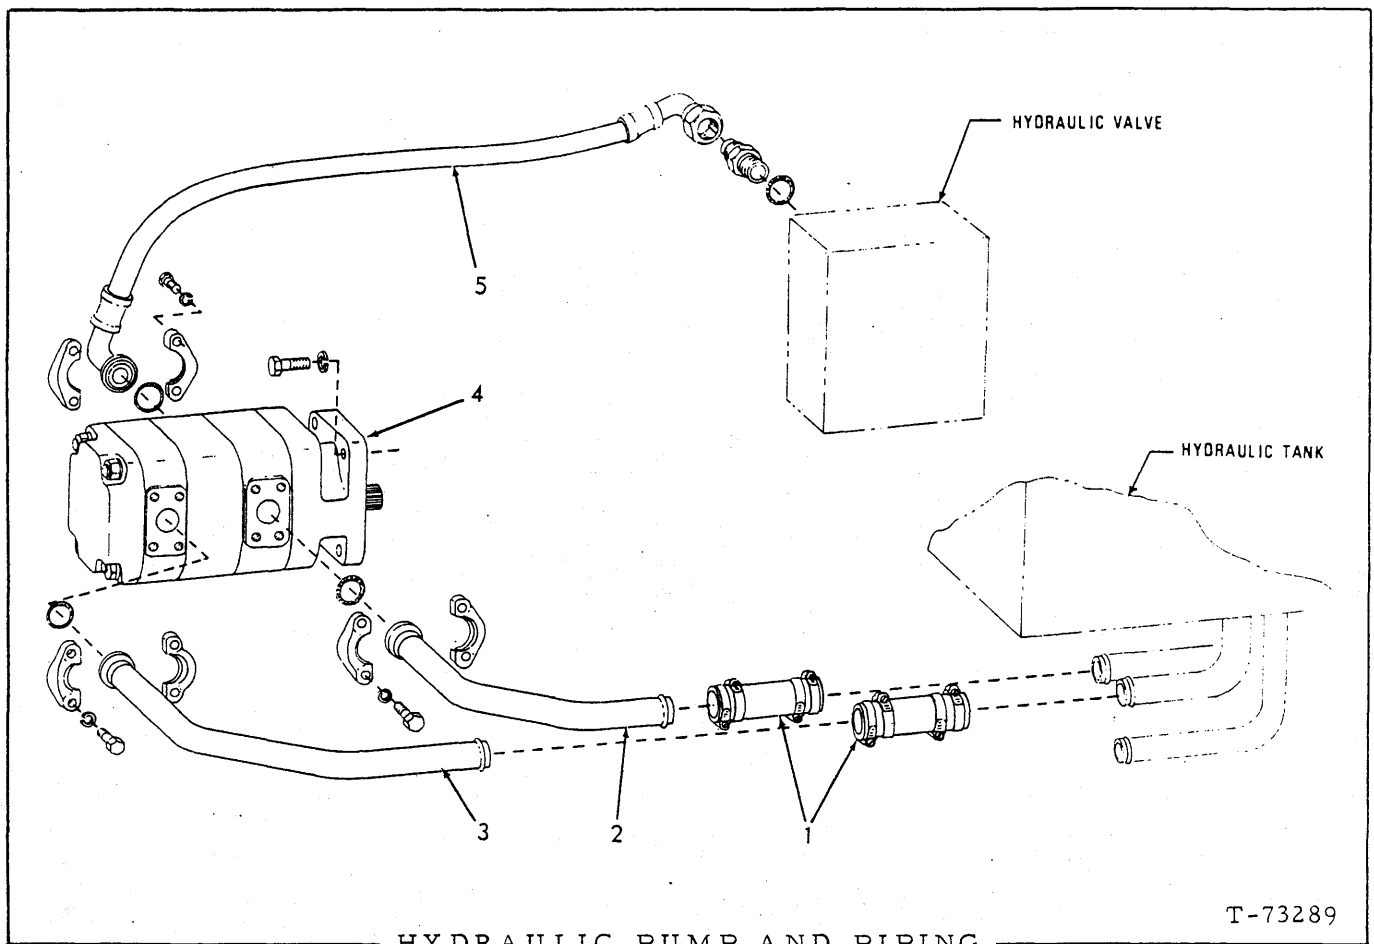 HYDRAULIC VALVE
5
4
HYDRAULIC TANK
3
2
1
T-73289
HYDRAULIC PUMP AND PIPING